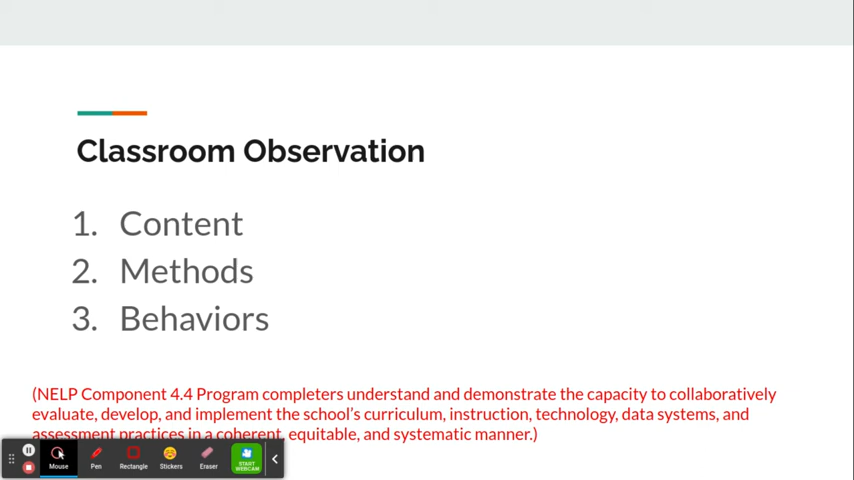 Classroom Observation
1. Content
2. Methods
3. Behaviors
(NELP Component 4.4 Program completers understand and demonstrate the capacity to collaboratively
evaluate, develop, and implement the school's curriculum, instruction, technology, data systems, and
assessment practices in a coherent, equitable, and systematic manner.)
Mouse Pen Rectangle Stickers Eraser START
WEBCAM